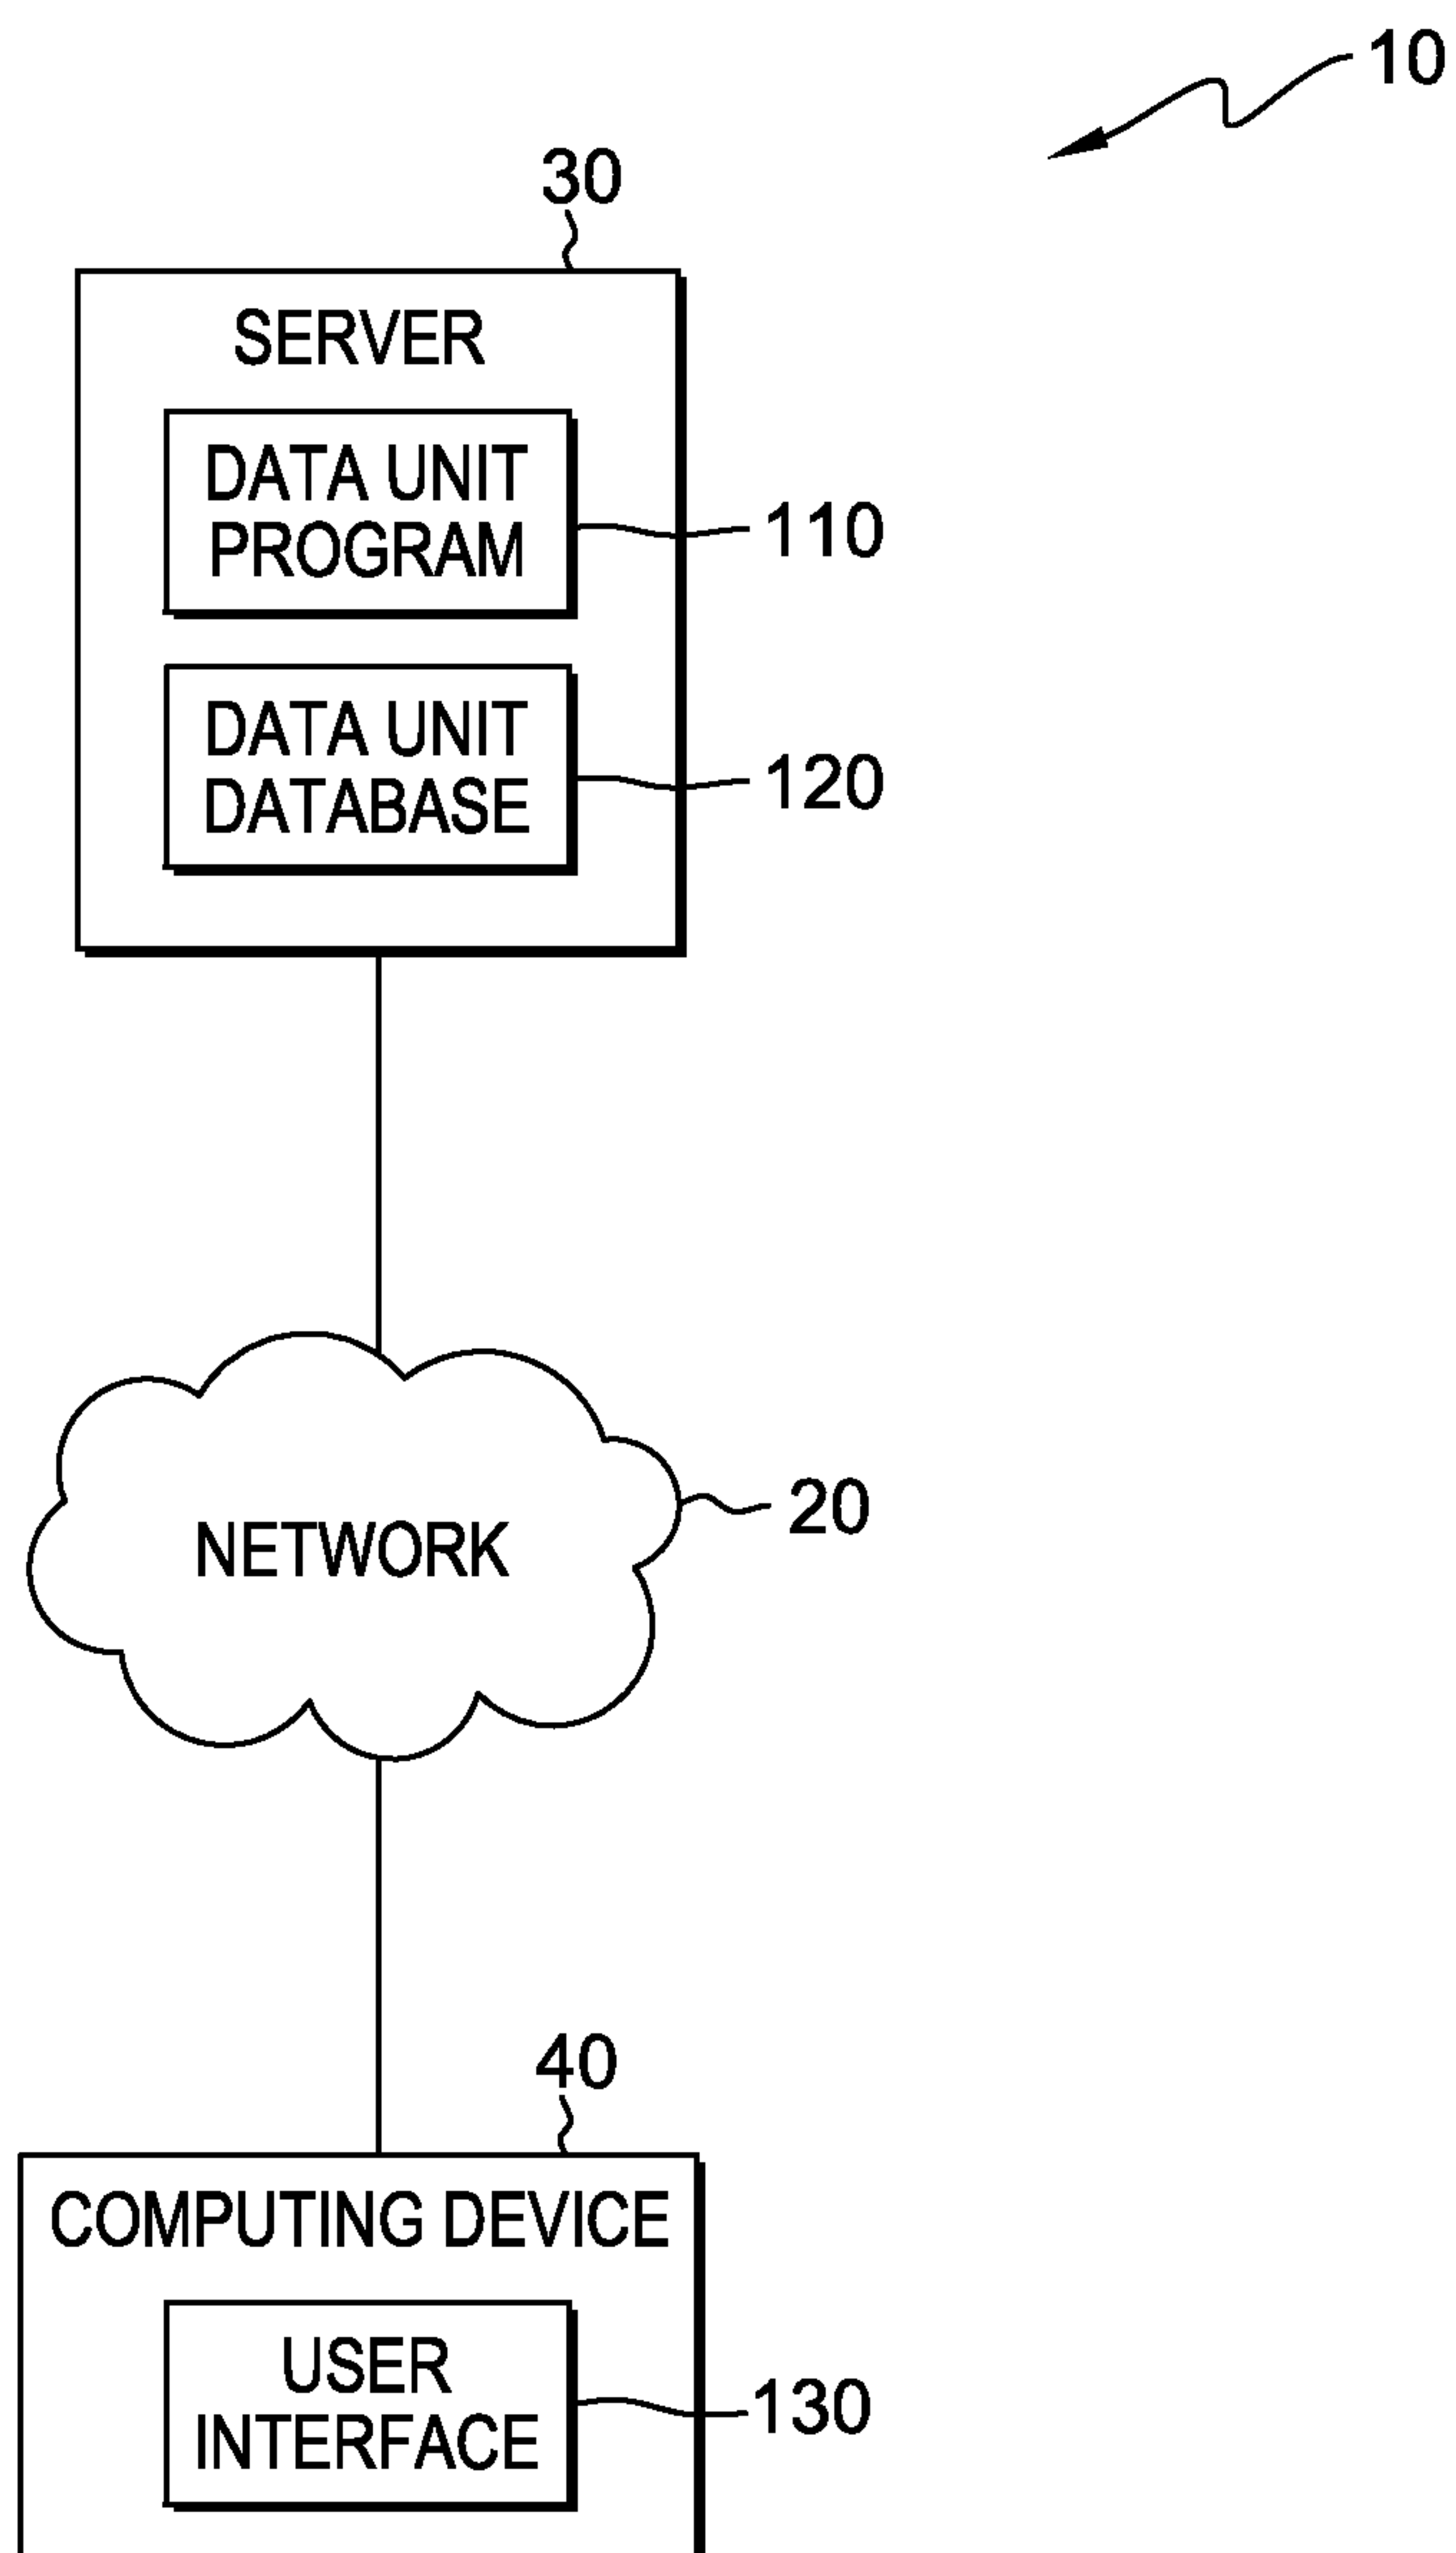 10
30
SERVER
DATA UNIT
PROGRAM
110
DATA UNIT
DATABASE
120
20
NETWORK
40
COMPUTING DEVICE
USER
INTERFACE
130